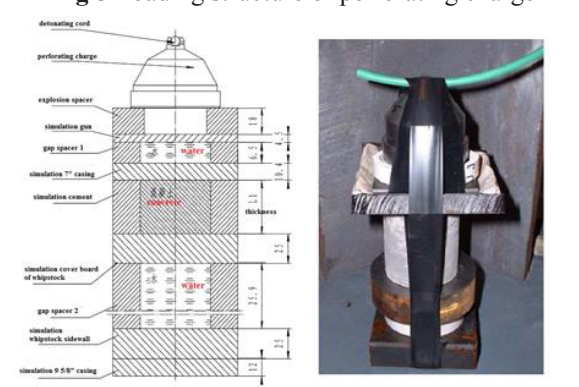 detonating cord
perforating charge
explosion spacer
simulation gun
gap spacer 1
simulation 7" casing
simulation cement
simulation cover board
of whipstock
gap spacer 2
simulation
whipstock sidewall
simulation 9 5/8" casing
water
concrete
water
18
4.5
6.5
10.4
thickness
25
25.9
25
12